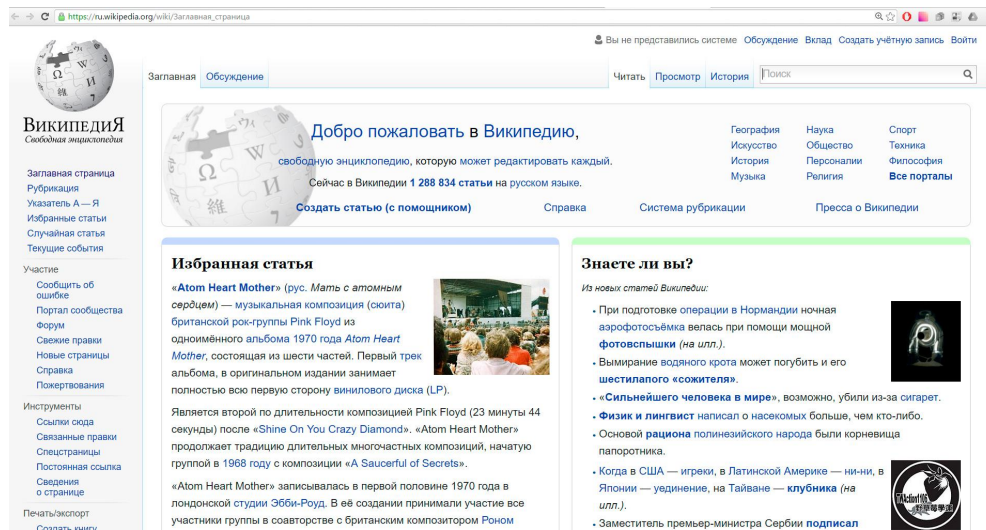 https://ru.wikipedia.org/wiki/Заглавная_страница
Вы не представились системе Обсуждение Вклад Создать учётную запись Войти
Заглавная Обсуждение
Читать Просмотр История Поиск
ВикипедиЯ
Свободная энциклопедия
Заглавная страница
Рубрикация
Указатель А — Я
Избранные статьи
Случайная статья
Текущие события
Участие
Сообщить об
ошибке
Портал сообщества
Форум
Свежие правки
Новые страницы
Справка
Пожертвования
Инструменты
Ссылки сюда
Связанные правки
Спецстраницы
Постоянная ссылка
Сведения
о странице
Печать/экспорт
Создать книгу
Добро пожаловать в Википедию,
свободную энциклопедию, которую может редактировать каждый.
Сейчас в Википедии 1 288 834 статьи на русском языке.
География Наука Спорт
Искусство Общество Техника
История Персоналии Философия
Музыка Религия Все порталы
Создать статью (с помощником) Справка Система рубрикации Пресса о Википедии
Избранная статья
«Atom Heart Mother» (рус. Мать с атомным
сердцем) — музыкальная композиция (сюита)
британской рок-группы Pink Floyd из
одноимённого альбома 1970 года Atom Heart
Mother, состоящая из шести частей. Первый трек
альбома, в оригинальном издании занимает
полностью всю первую сторону винилового диска (LP).
Является второй по длительности композицией Pink Floyd (23 минуты 44
секунды) после «Shine On You Crazy Diamond». «Atom Heart Mother»
продолжает традицию длительных многочастных композиций, начатую
группой в 1968 году с композиции «A Saucerful of Secrets».
«Atom Heart Mother» записывалась в первой половине 1970 года в
лондонской студии Эбби-Роуд. В её создании принимали участие все
участники группы в соавторстве с британским композитором Роном
Знаете ли вы?
Из новых статей Википедии:
При подготовке операции в Нормандии ночная
аэрофотосъёмка велась при помощи мощной
фотовспышки (на илл.).
Вымирание водяного крота может погубить и его
шестилапого «сожителя».
«Сильнейшего человека в мире», возможно, убили из-за сигарет.
Физик и лингвист написал о насекомых больше, чем кто-либо.
Основой рациона полинезийского народа были корневища
папоротника.
Когда в США — игреки, в Латинской Америке — ни-ни, в
Японии — уединение, на Тайване — клубника (на
илл.).
Заместитель премьер-министра Сербии подписал
TWAction1106
野草莓學運